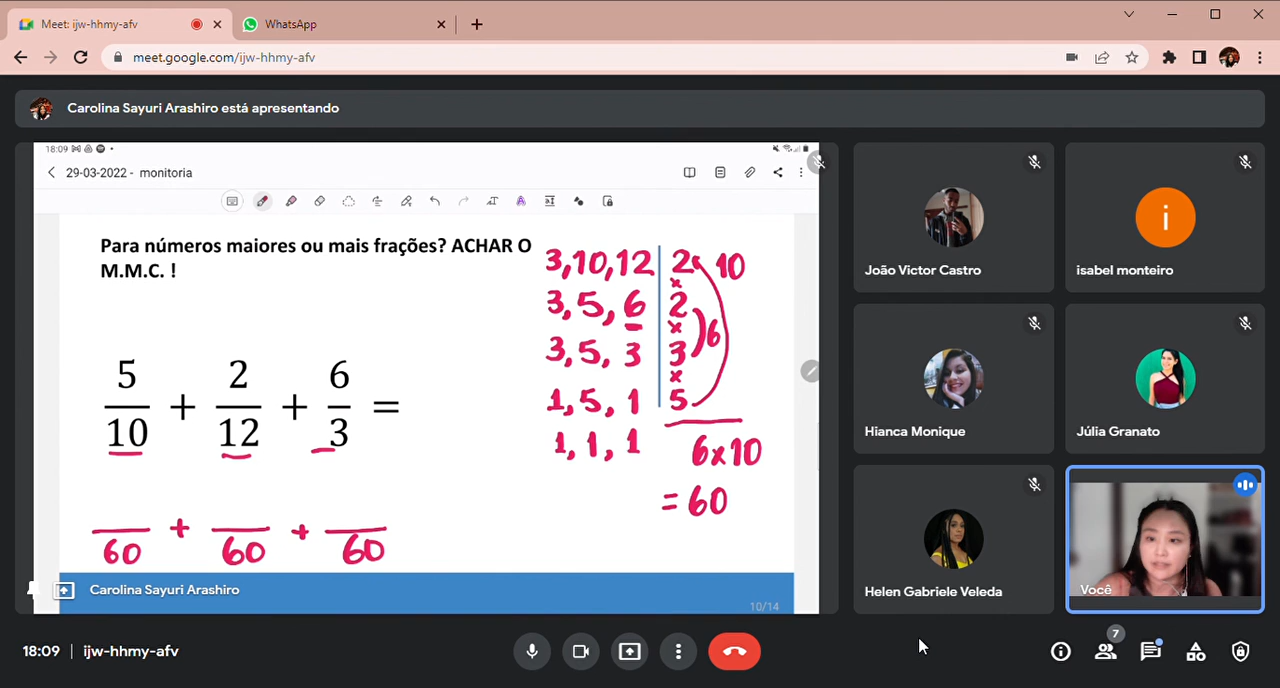 Meet: ijw-hhmy-afv
WhatsApp
meet.google.com/ijw-hhmy-afv
Carolina Sayuri Arashiro está apresentando
18:09
29-03-2022 - monitoria
Para números maiores ou mais frações? ACHAR O
M.M.C. !
5/10 + 2/12 + 6/3 =
/60 + /60 + /60
3,10,12 | 2 10
x
3,5,6 | 2
x 6
3,5,3 | 3
x
1,5,1 | 5
1,1,1 6x10
= 60
Carolina Sayuri Arashiro
10/14
João Victor Castro
i
isabel monteiro
Hianca Monique
Júlia Granato
Helen Gabriele Veleda
Você
18:09 | ijw-hhmy-afv
7